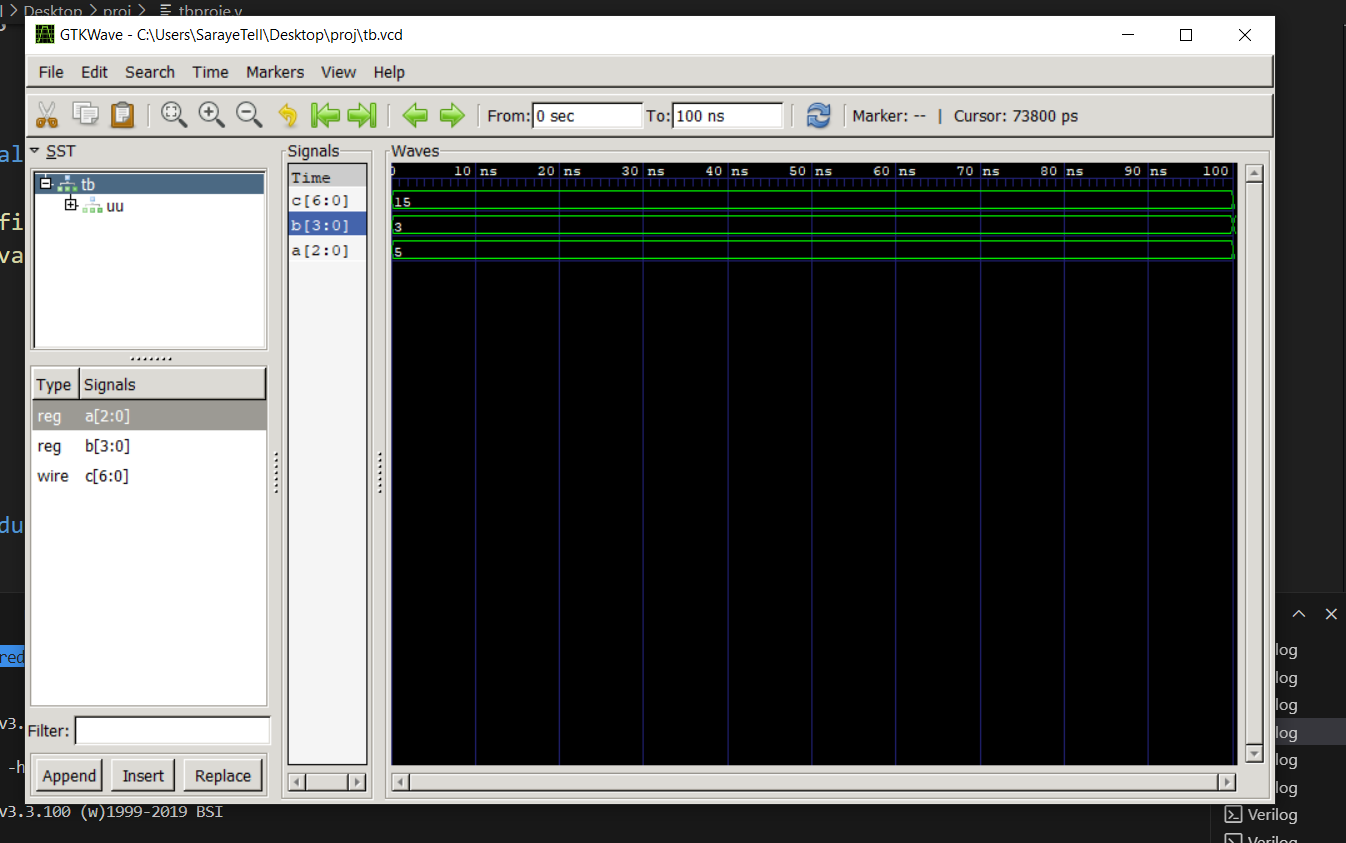 Desktop > proj > tbproje.v
GTKWave - C:\Users\SarayeTell\Desktop\proj\tb.vcd
File Edit Search Time Markers View Help
From: 0 sec To: 100 ns Marker: -- | Cursor: 73800 ps
SST
tb
uu
Type Signals
reg a[2:0]
reg b[3:0]
wire c[6:0]
Filter:
Append Insert Replace
Signals
Time
c[6:0]
b[3:0]
a[2:0]
Waves
0 10 ns 20 ns 30 ns 40 ns 50 ns 60 ns 70 ns 80 ns 90 ns 100
15
3
5
al
fi
va
du
red
v3.
-h
v3.3.100 (w)1999-2019 BSI
log
log
log
log
log
log
Verilog
Verilog